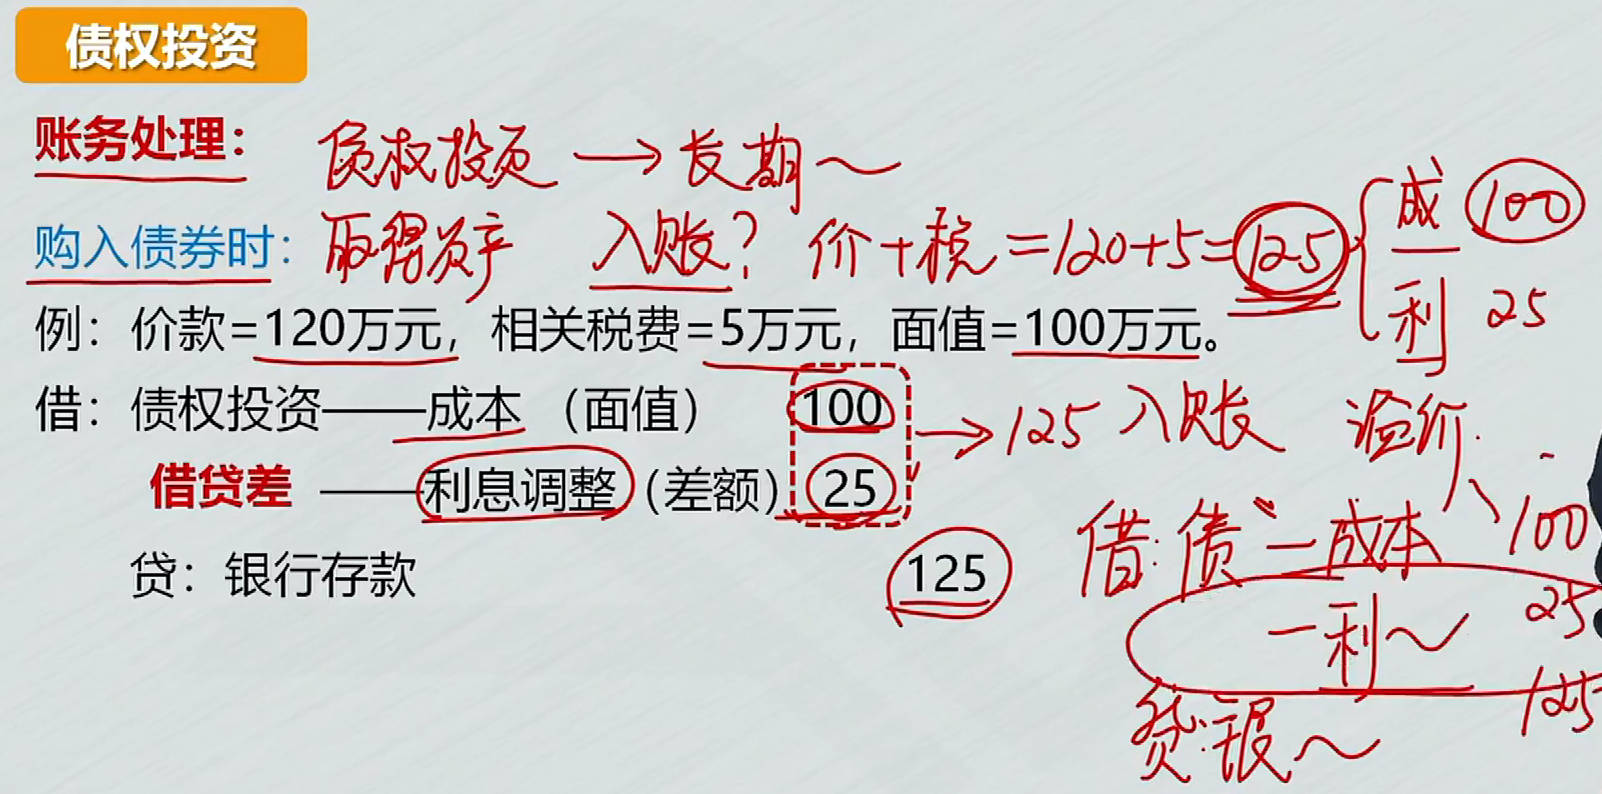 债权投资
账务处理： 债权投资 → 长期～
购入债券时： 取得资产 入账？ 价+税=120+5=125 { 成 100
利 25
例：价款=120万元，相关税费=5万元，面值=100万元。
借：债权投资——成本 （面值） 100 → 125 入账 溢价
借贷差 ——利息调整（差额） 25
贷：银行存款 125
借：债～—成本 100
—利～ 25
贷：银～ 125